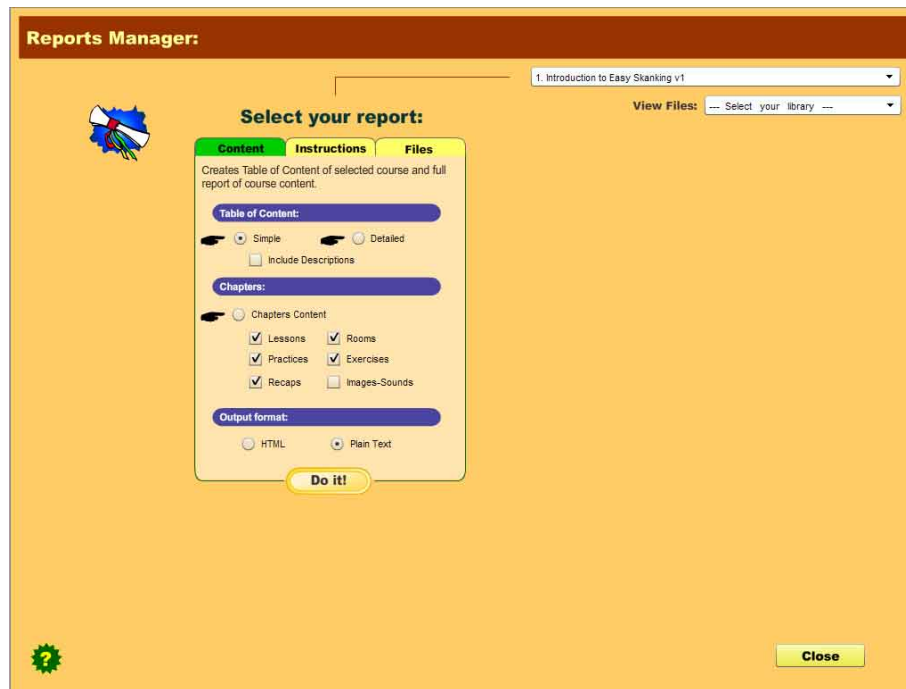 Reports Manager:
1. Introduction to Easy Skanking v1
View Files: --- Select your library ---
Select your report:
Content Instructions Files
Creates Table of Content of selected course and full
report of course content.
Table of Content:
Simple Detailed
Include Descriptions
Chapters:
Chapters Content
Lessons Rooms
Practices Exercises
Recaps Images-Sounds
Output format:
HTML Plain Text
Do it!
?
Close